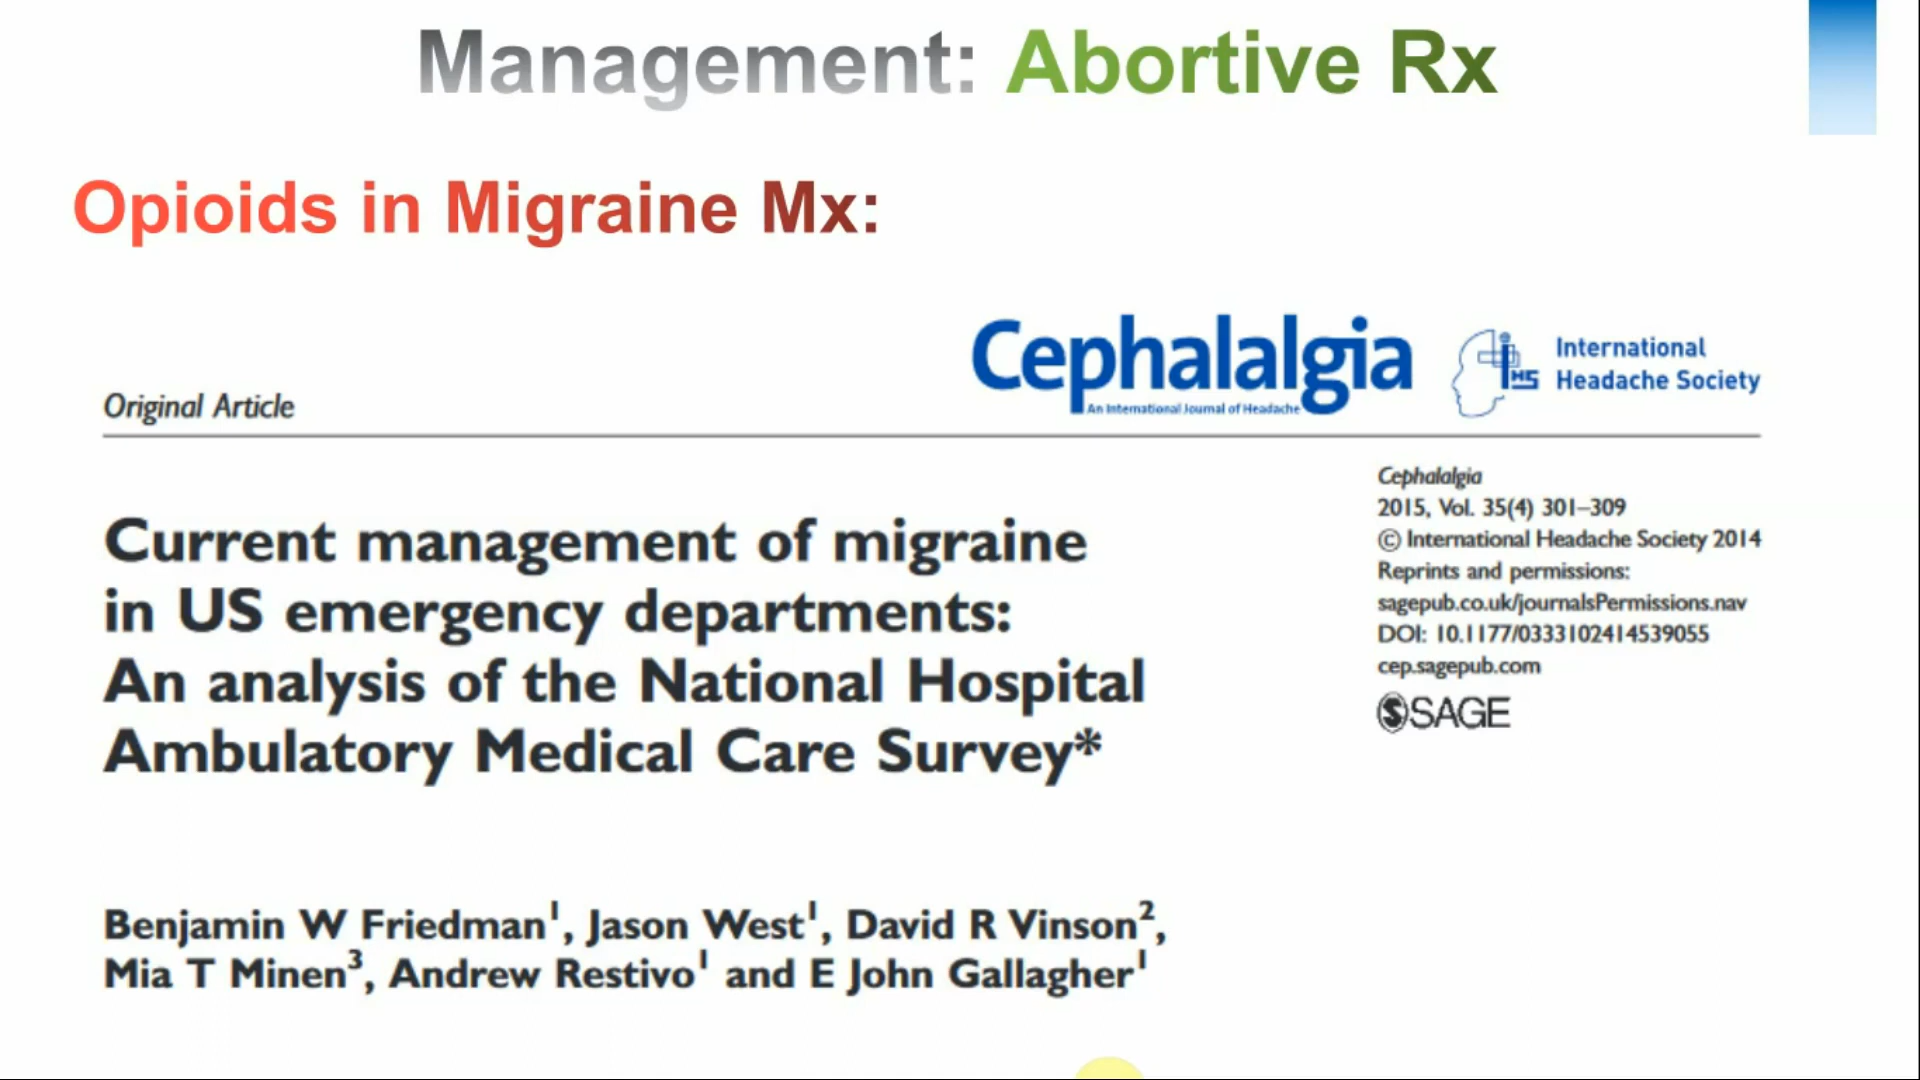 Management: Abortive Rx
Opioids in Migraine Mx:
Cephalalgia
An International Journal of Headache
IHS
International
Headache Society
Original Article
Cephalalgia
2015, Vol. 35(4) 301–309
© International Headache Society 2014
Reprints and permissions:
sagepub.co.uk/journalsPermissions.nav
DOI: 10.1177/0333102414539055
cep.sagepub.com
SAGE
Current management of migraine
in US emergency departments:
An analysis of the National Hospital
Ambulatory Medical Care Survey*
Benjamin W Friedman¹, Jason West¹, David R Vinson²,
Mia T Minen³, Andrew Restivo¹ and E John Gallagher¹